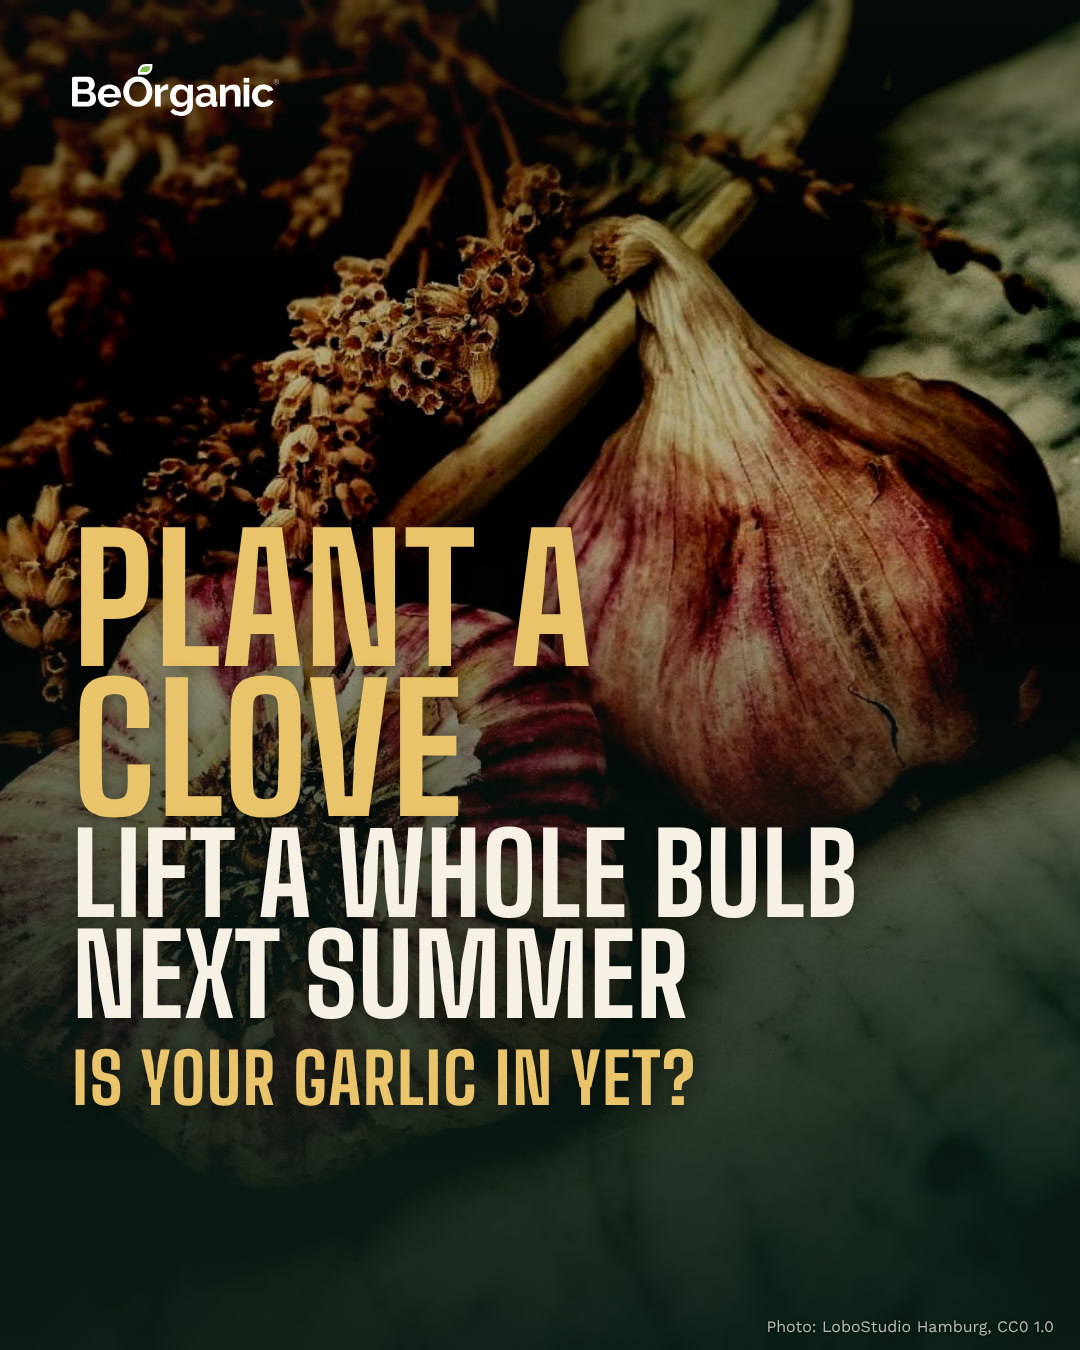 BeOrganic®
PLANT A
CLOVE
LIFT A WHOLE BULB
NEXT SUMMER
IS YOUR GARLIC IN YET?
Photo: LoboStudio Hamburg, CC0 1.0